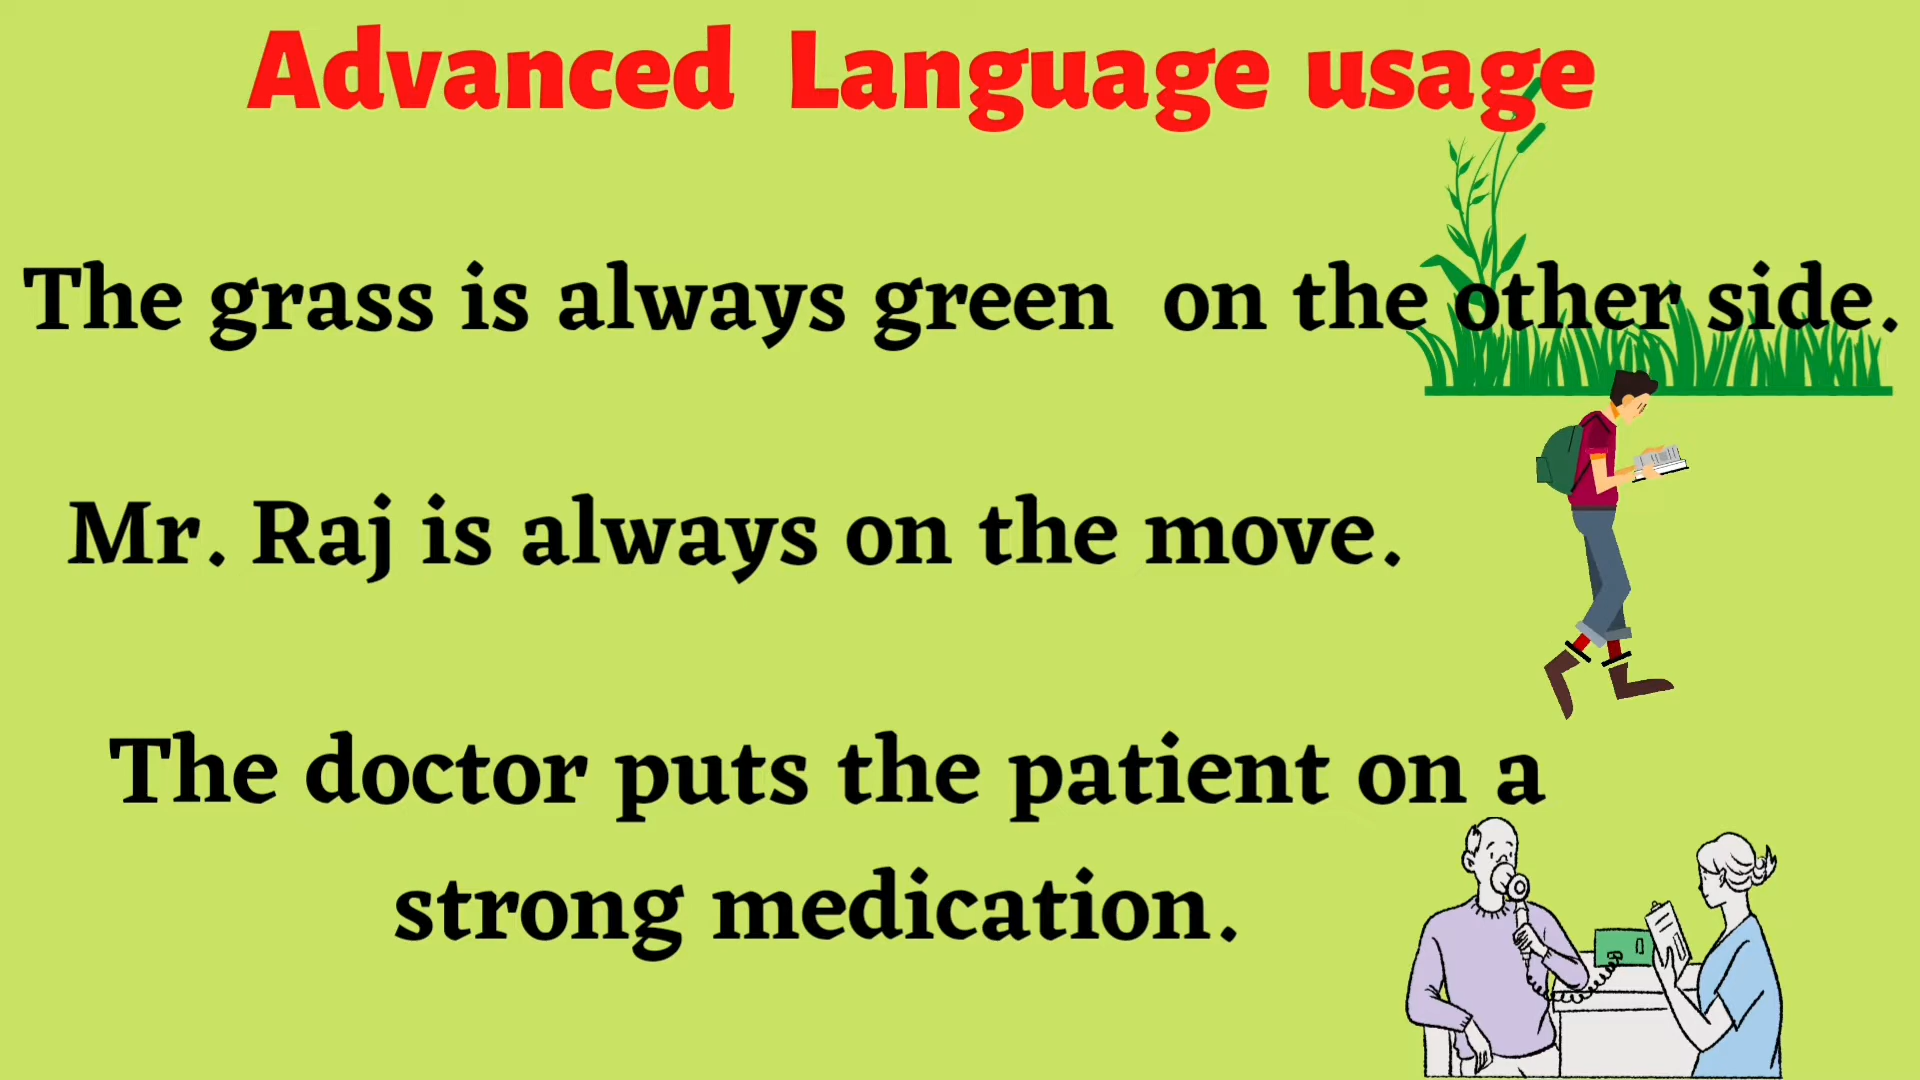 Advanced Language usage
The grass is always green on the other side.
Mr. Raj is always on the move.
The doctor puts the patient on a
strong medication.